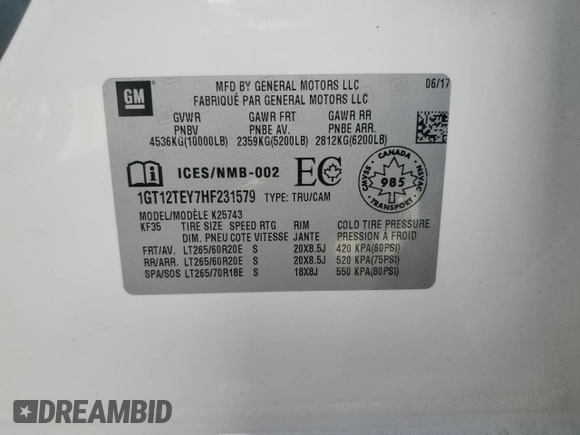 GM
MFD BY GENERAL MOTORS LLC
FABRIQUÉ PAR GENERAL MOTORS LLC
06/17
GVWR GAWR FRT GAWR RR
PNBV PNBE AV. PNBE ARR.
4536KG(10000LB) 2359KG(5200LB) 2812KG(6200LB)
ICES/NMB-002 EC
CANADA
985
SVAC/NSVAC
1GT12TEY7HF231579 TYPE: TRU/CAM
MODEL/MODÈLE K25743
KF35 TIRE SIZE SPEED RTG RIM COLD TIRE PRESSURE
DIM. PNEU COTE VITESSE JANTE PRESSION À FROID
FRT/AV. LT265/60R20E S 20X8.5J 420 KPA(60PSI)
RR/ARR. LT265/60R20E S 20X8.5J 520 KPA(75PSI)
SPA/SOS LT265/70R18E S 18X8J 550 KPA(80PSI)
DREAMBID